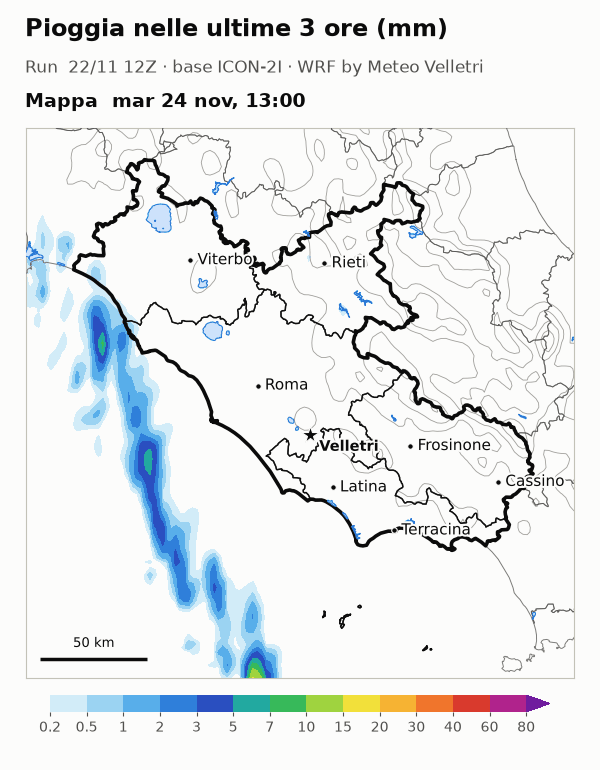 Pioggia nelle ultime 3 ore (mm)
Run 22/11 12Z · base ICON-2I · WRF by Meteo Velletri
Mappa mar 24 nov, 13:00
Viterbo
Rieti
Roma
Velletri
Frosinone
Latina
Cassino
Terracina
50 km
0.2 0.5 1 2 3 5 7 10 15 20 30 40 60 80